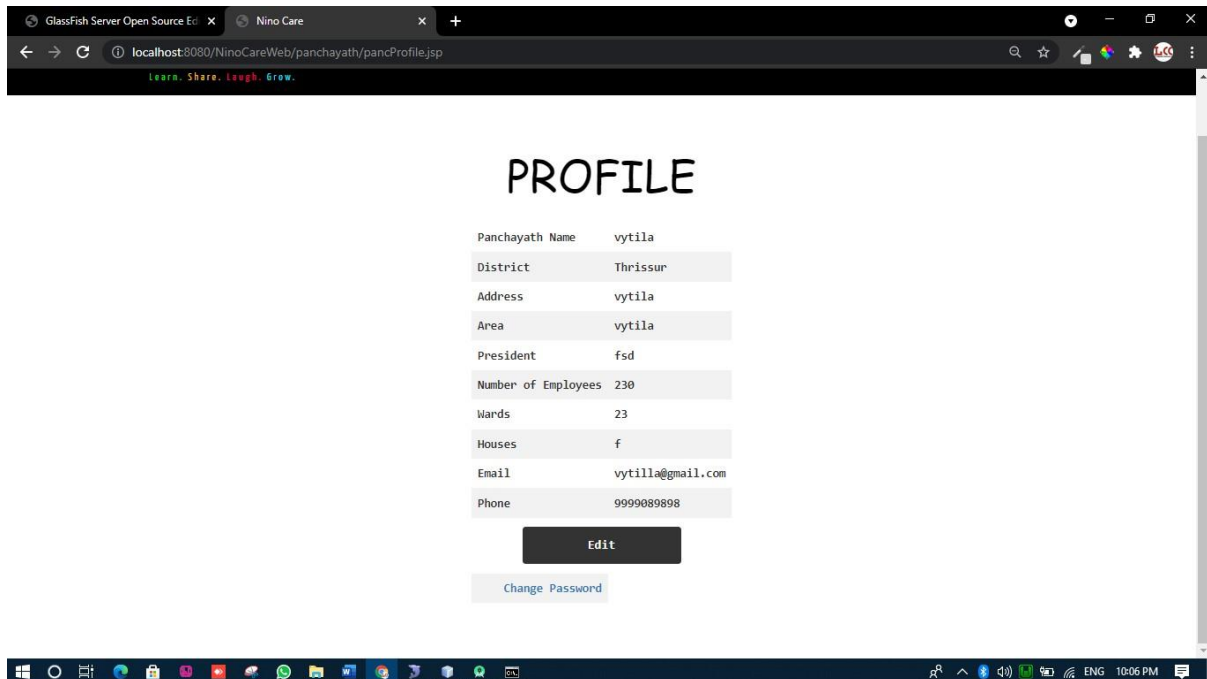 GlassFish Server Open Source Ed
Nino Care
localhost:8080/NinoCareWeb/panchayath/pancProfile.jsp
Learn. Share. Laugh. Grow.
PROFILE
Panchayath Name vytila
District Thrissur
Address vytila
Area vytila
President fsd
Number of Employees 230
Wards 23
Houses f
Email vytilla@gmail.com
Phone 9999089898
Edit
Change Password
ENG 10:06 PM